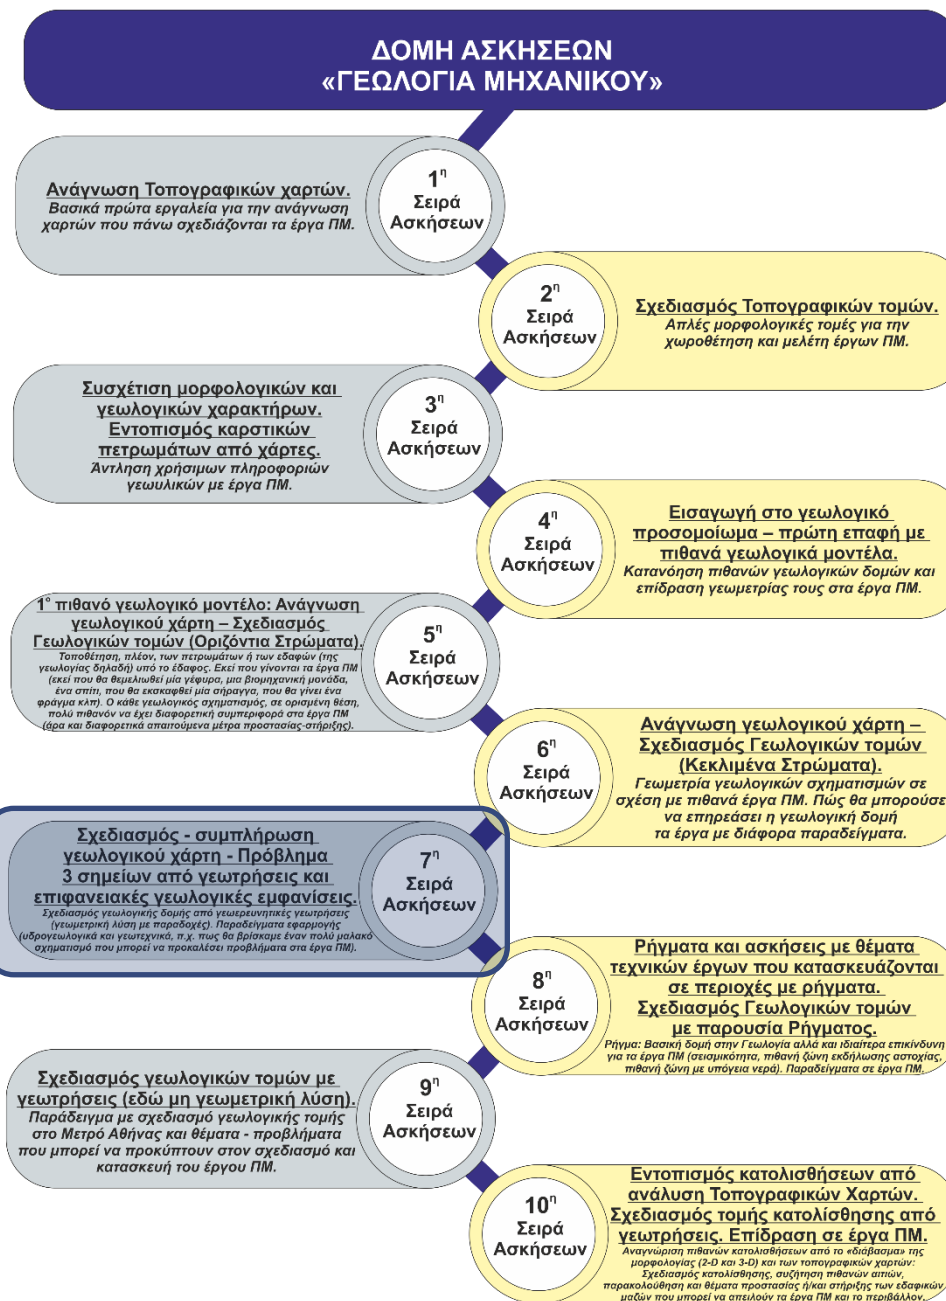 ΔΟΜΗ ΑΣΚΗΣΕΩΝ
«ΓΕΩΛΟΓΙΑ ΜΗΧΑΝΙΚΟΥ»
Ανάγνωση Τοπογραφικών χαρτών.
Βασικά πρώτα εργαλεία για την ανάγνωση
χαρτών που πάνω σχεδιάζονται τα έργα ΠΜ.
1η
Σειρά
Ασκήσεων
2η
Σειρά
Ασκήσεων
Σχεδιασμός Τοπογραφικών τομών.
Απλές μορφολογικές τομές για την
χωροθέτηση και μελέτη έργων ΠΜ.
Συσχέτιση μορφολογικών και
γεωλογικών χαρακτήρων.
Εντοπισμός καρστικών
πετρωμάτων από χάρτες.
Άντληση χρήσιμων πληροφοριών
γεωυλικών με έργα ΠΜ.
3η
Σειρά
Ασκήσεων
4η
Σειρά
Ασκήσεων
Εισαγωγή στο γεωλογικό
προσομοίωμα – πρώτη επαφή με
πιθανά γεωλογικά μοντέλα.
Κατανόηση πιθανών γεωλογικών δομών και
επίδραση γεωμετρίας τους στα έργα ΠΜ.
1° πιθανό γεωλογικό μοντέλο: Ανάγνωση
γεωλογικού χάρτη – Σχεδιασμός
Γεωλογικών τομών (Οριζόντια Στρώματα).
Τοποθέτηση, πλέον, των πετρωμάτων ή των εδαφών (της
γεωλογίας δηλαδή) υπό το έδαφος. Εκεί που γίνονται τα έργα ΠΜ
(εκεί που θα θεμελιωθεί μία γέφυρα, μια βιομηχανική μονάδα,
ένα σπίτι, που θα εκσκαφθεί μία σήραγγα, που θα γίνει ένα
φράγμα κλπ). Ο κάθε γεωλογικός σχηματισμός, σε ορισμένη θέση,
πολύ πιθανόν να έχει διαφορετική συμπεριφορά στα έργα ΠΜ
(άρα και διαφορετικά απαιτούμενα μέτρα προστασίας-στήριξης).
5η
Σειρά
Ασκήσεων
6η
Σειρά
Ασκήσεων
Ανάγνωση γεωλογικού χάρτη –
Σχεδιασμός Γεωλογικών τομών
(Κεκλιμένα Στρώματα).
Γεωμετρία γεωλογικών σχηματισμών σε
σχέση με πιθανά έργα ΠΜ. Πώς θα μπορούσε
να επηρεάσει η γεωλογική δομή
τα έργα με διάφορα παραδείγματα.
Σχεδιασμός - συμπλήρωση
γεωλογικού χάρτη - Πρόβλημα
3 σημείων από γεωτρήσεις και
επιφανειακές γεωλογικές εμφανίσεις.
Σχεδιασμός γεωλογικής δομής από γεωερευνητικές γεωτρήσεις
(γεωμετρική λύση με παραδοχές). Παραδείγματα εφαρμογής
(υδρογεωλογικά και γεωτεχνικά, π.χ. πως θα βρίσκαμε έναν πολύ μαλακό
σχηματισμό που μπορεί να προκαλέσει προβλήματα στα έργα ΠΜ).
7η
Σειρά
Ασκήσεων
8η
Σειρά
Ασκήσεων
Ρήγματα και ασκήσεις με θέματα
τεχνικών έργων που κατασκευάζονται
σε περιοχές με ρήγματα.
Σχεδιασμός Γεωλογικών τομών
με παρουσία Ρήγματος.
Ρήγμα: Βασική δομή στην Γεωλογία αλλά και ιδιαίτερα επικίνδυνη
για τα έργα ΠΜ (σεισμικότητα, πιθανή ζώνη εκδήλωσης αστοχίας,
πιθανή ζώνη με υπόγεια νερά). Παραδείγματα σε έργα ΠΜ.
Σχεδιασμός γεωλογικών τομών με
γεωτρήσεις (εδώ μη γεωμετρική λύση).
Παράδειγμα με σχεδιασμό γεωλογικής τομής
στο Μετρό Αθήνας και θέματα - προβλήματα
που μπορεί να προκύπτουν στον σχεδιασμό και
κατασκευή του έργου ΠΜ.
9η
Σειρά
Ασκήσεων
10η
Σειρά
Ασκήσεων
Εντοπισμός κατολισθήσεων από
ανάλυση Τοπογραφικών Χαρτών.
Σχεδιασμός τομής κατολίσθησης από
γεωτρήσεις. Επίδραση σε έργα ΠΜ.
Αναγνώριση πιθανών κατολισθήσεων από το «διάβασμα» της
μορφολογίας (2-D και 3-D) και των τοπογραφικών χαρτών:
Σχεδιασμός κατολίσθησης, συζήτηση πιθανών αιτιών,
παρακολούθηση και θέματα προστασίας ή/και στήριξης των εδαφικών
μαζών που μπορεί να απειλούν τα έργα ΠΜ και το περιβάλλον.